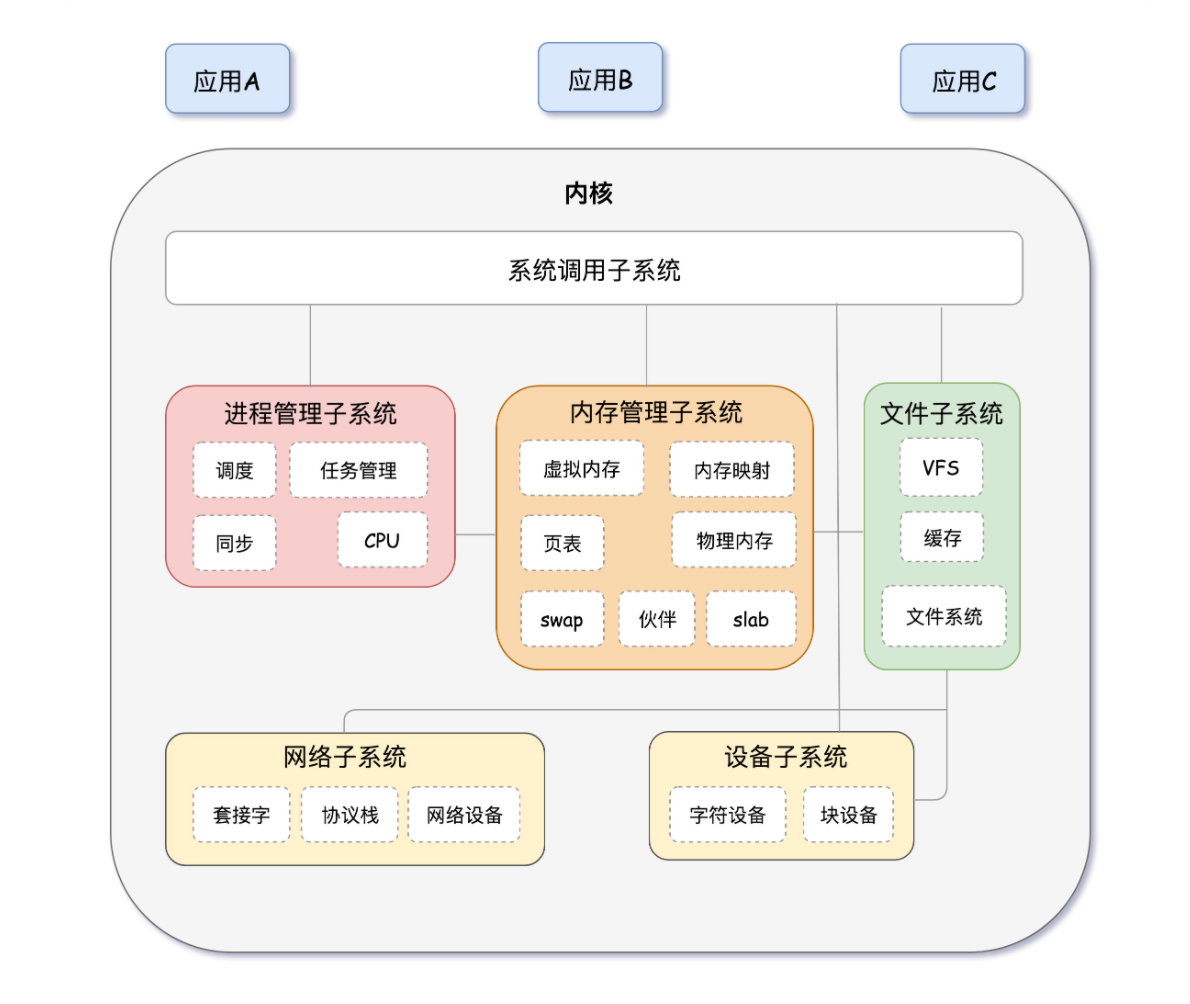 应用A
应用B
应用C
内核
系统调用子系统
进程管理子系统
调度
任务管理
同步
CPU
内存管理子系统
虚拟内存
内存映射
页表
物理内存
swap
伙伴
slab
文件子系统
VFS
缓存
文件系统
网络子系统
套接字
协议栈
网络设备
设备子系统
字符设备
块设备